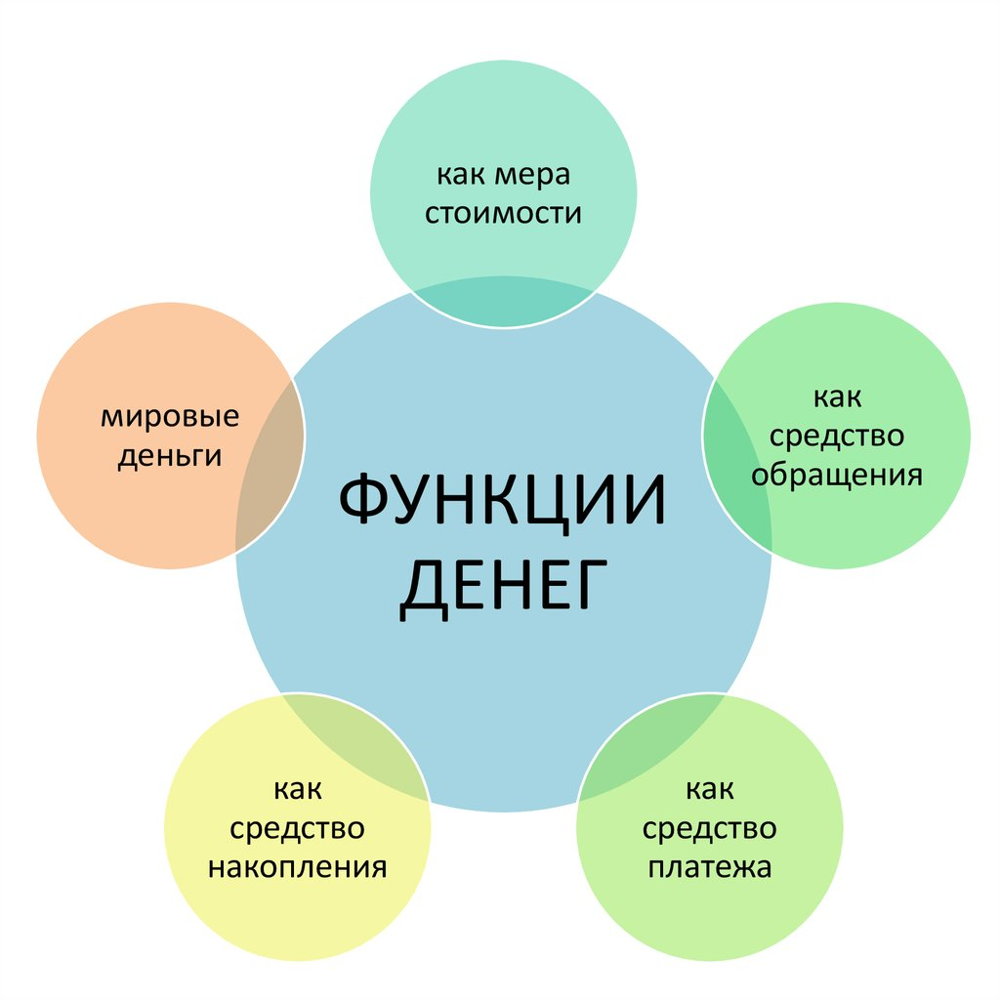 как мера
стоимости
как
средство
обращения
мировые
деньги
ФУНКЦИИ
ДЕНЕГ
как
средство
накопления
как
средство
платежа